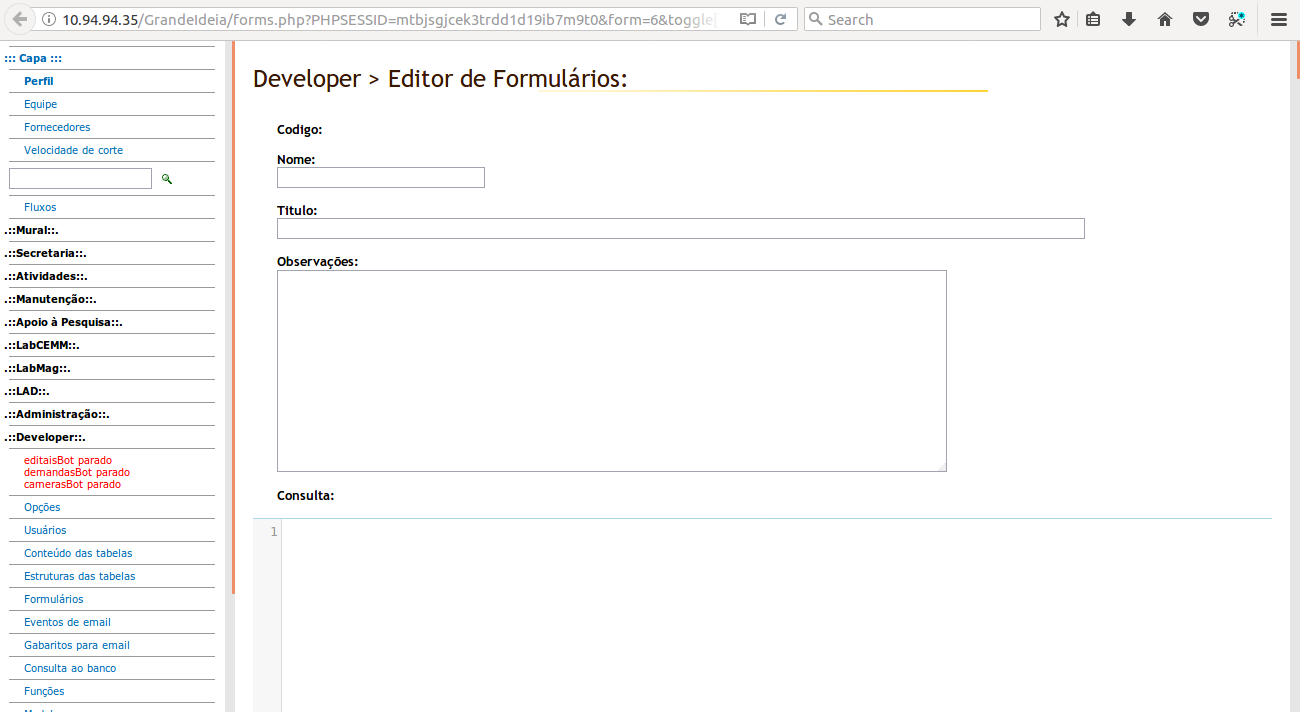 10.94.94.35/GrandeIdeia/forms.php?PHPSESSID=mtbjsgjcek3trdd1d19ib7m9t0&form=6&toggle[
Search
::: Capa :::
Perfil
Equipe
Fornecedores
Velocidade de corte
Fluxos
.::Mural::.
.::Secretaria::.
.::Atividades::.
.::Manutenção::.
.::Apoio à Pesquisa::.
.::LabCEMM::.
.::LabMag::.
.::LAD::.
.::Administração::.
.::Developer::.
editaisBot parado
demandasBot parado
camerasBot parado
Opções
Usuários
Conteúdo das tabelas
Estruturas das tabelas
Formulários
Eventos de email
Gabaritos para email
Consulta ao banco
Funções
Developer > Editor de Formulários:
Codigo:
Nome:
Titulo:
Observações:
Consulta:
1